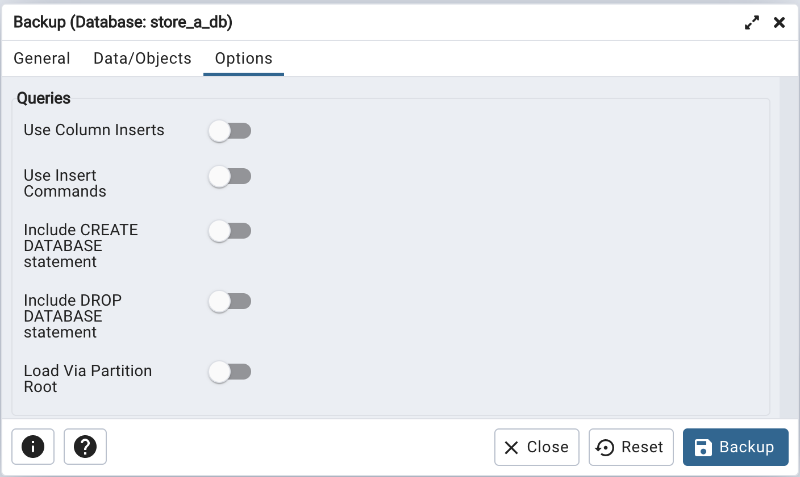 Backup (Database: store_a_db)
General Data/Objects Options
Queries
Use Column Inserts
Use Insert
Commands
Include CREATE
DATABASE
statement
Include DROP
DATABASE
statement
Load Via Partition
Root
Close Reset Backup